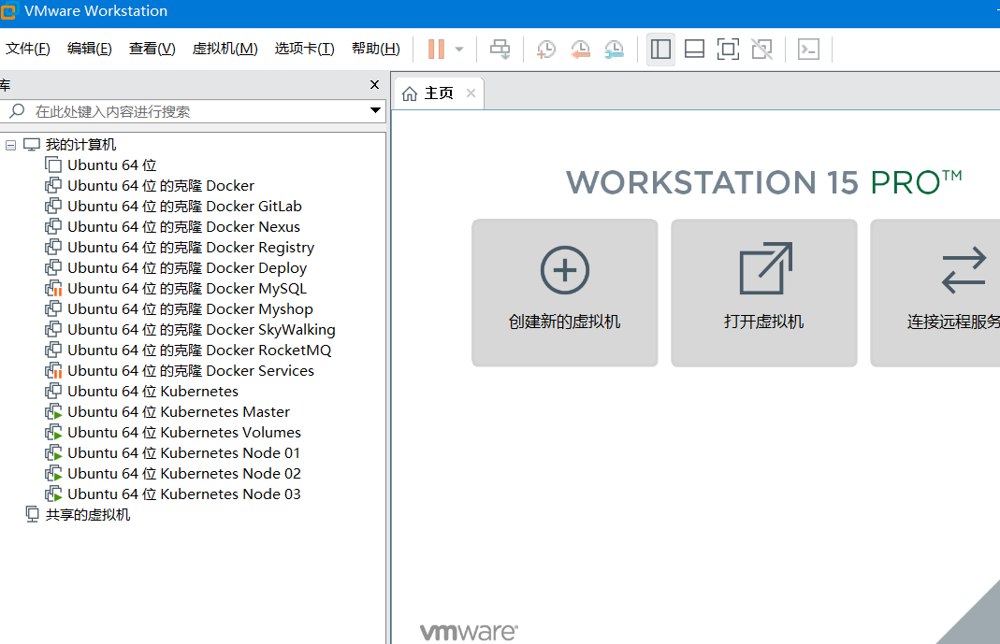 VMware Workstation
文件(F) 编辑(E) 查看(V) 虚拟机(M) 选项卡(T) 帮助(H)
库
主页
在此处键入内容进行搜索
我的计算机
Ubuntu 64 位
Ubuntu 64 位 的克隆 Docker
Ubuntu 64 位 的克隆 Docker GitLab
Ubuntu 64 位 的克隆 Docker Nexus
Ubuntu 64 位 的克隆 Docker Registry
Ubuntu 64 位 的克隆 Docker Deploy
Ubuntu 64 位 的克隆 Docker MySQL
Ubuntu 64 位 的克隆 Docker Myshop
Ubuntu 64 位 的克隆 Docker SkyWalking
Ubuntu 64 位 的克隆 Docker RocketMQ
Ubuntu 64 位 的克隆 Docker Services
Ubuntu 64 位 Kubernetes
Ubuntu 64 位 Kubernetes Master
Ubuntu 64 位 Kubernetes Volumes
Ubuntu 64 位 Kubernetes Node 01
Ubuntu 64 位 Kubernetes Node 02
Ubuntu 64 位 Kubernetes Node 03
共享的虚拟机
WORKSTATION 15 PRO™
创建新的虚拟机
打开虚拟机
连接远程服务
vmware®